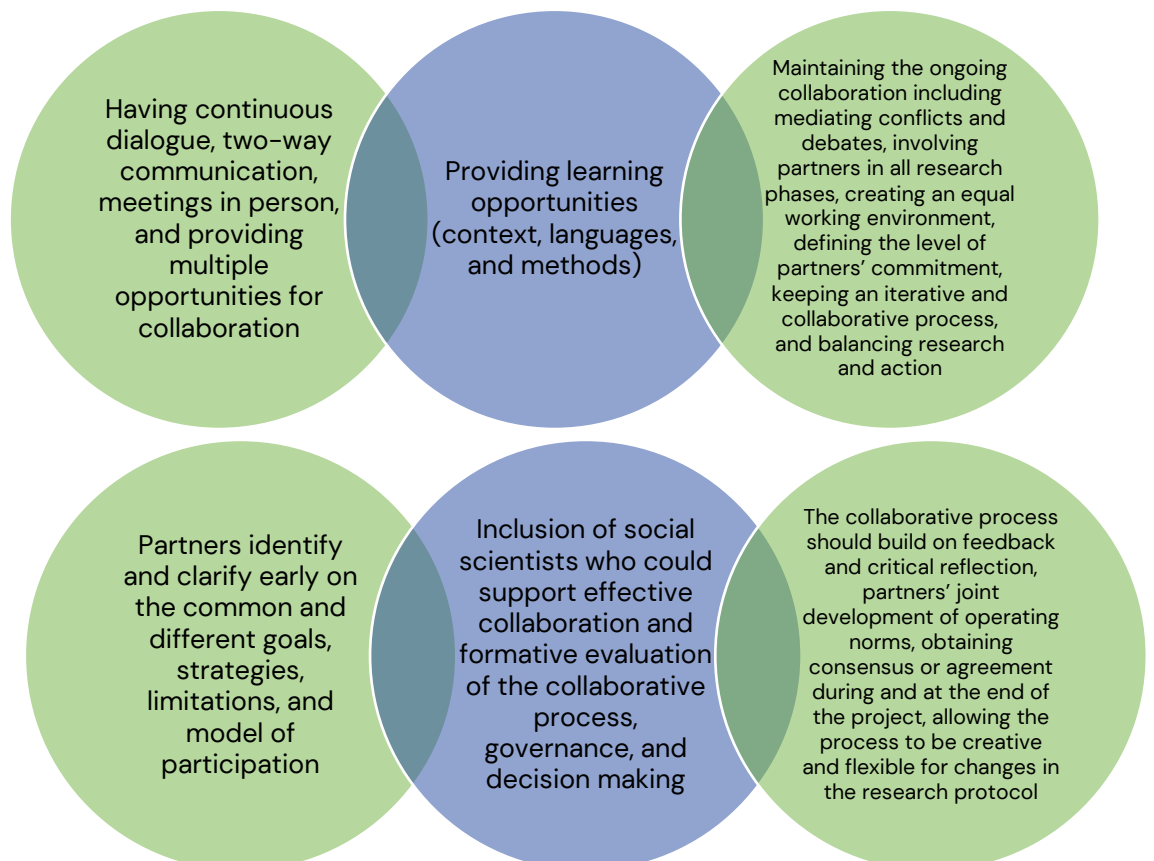 Having continuous
dialogue, two-way
communication,
meetings in person,
and providing
multiple
opportunities for
collaboration
Providing learning
opportunities
(context, languages,
and methods)
Maintaining the ongoing
collaboration including
mediating conflicts and
debates, involving
partners in all research
phases, creating an equal
working environment,
defining the level of
partners’ commitment,
keeping an iterative and
collaborative process,
and balancing research
and action
Partners identify
and clarify early on
the common and
different goals,
strategies,
limitations, and
model of
participation
Inclusion of social
scientists who could
support effective
collaboration and
formative evaluation
of the collaborative
process,
governance, and
decision making
The collaborative process
should build on feedback
and critical reflection,
partners’ joint
development of operating
norms, obtaining
consensus or agreement
during and at the end of
the project, allowing the
process to be creative
and flexible for changes in
the research protocol